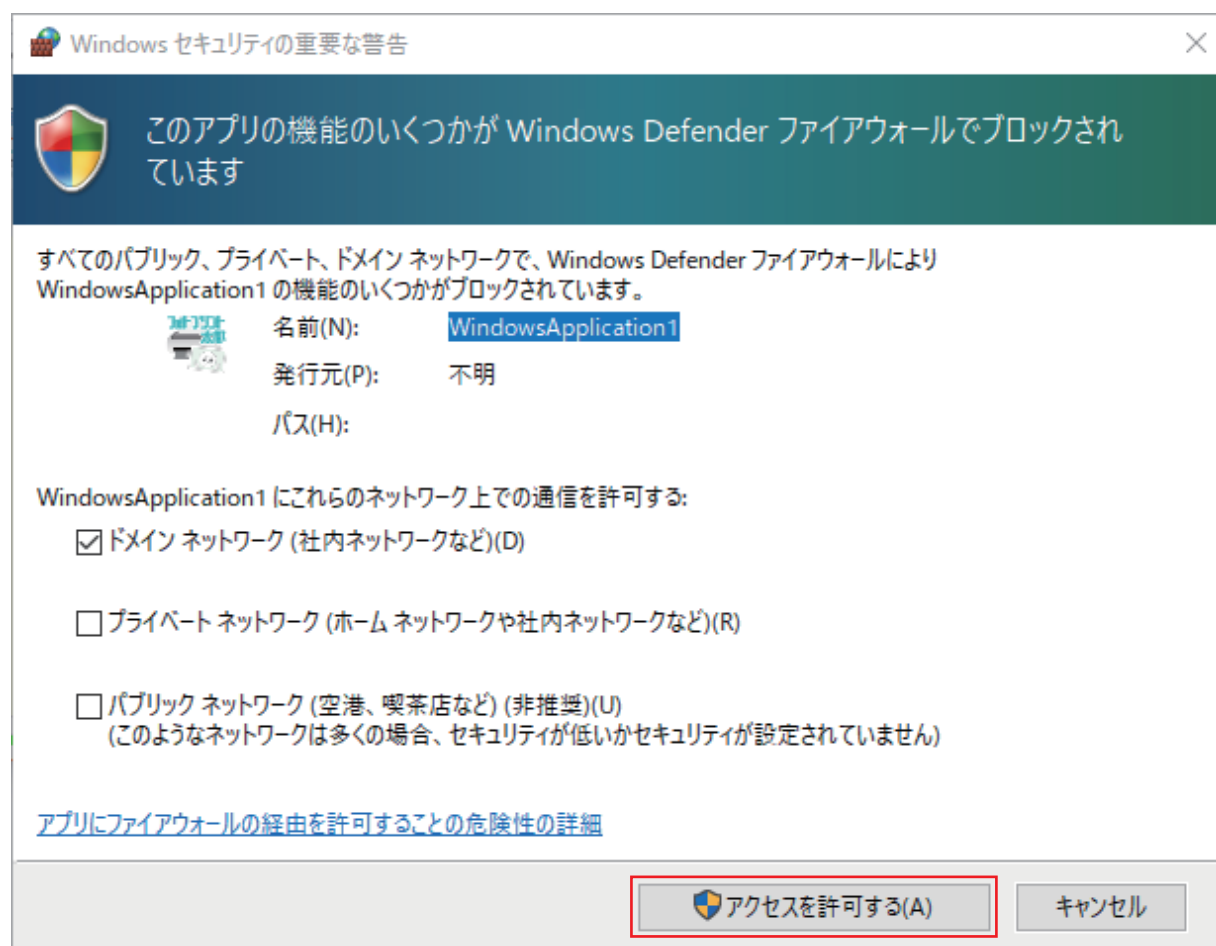 Windows セキュリティの重要な警告
このアプリの機能のいくつかが Windows Defender ファイアウォールでブロックされ
ています
すべてのパブリック、プライベート、ドメイン ネットワークで、Windows Defender ファイアウォールにより
WindowsApplication1 の機能のいくつかがブロックされています。
名前(N): WindowsApplication1
発行元(P): 不明
パス(H):
WindowsApplication1 にこれらのネットワーク上での通信を許可する:
ドメイン ネットワーク (社内ネットワークなど)(D)
プライベート ネットワーク (ホーム ネットワークや社内ネットワークなど)(R)
パブリック ネットワーク (空港、喫茶店など) (非推奨)(U)
(このようなネットワークは多くの場合、セキュリティが低いかセキュリティが設定されていません)
アプリにファイアウォールの経由を許可することの危険性の詳細
アクセスを許可する(A)
キャンセル